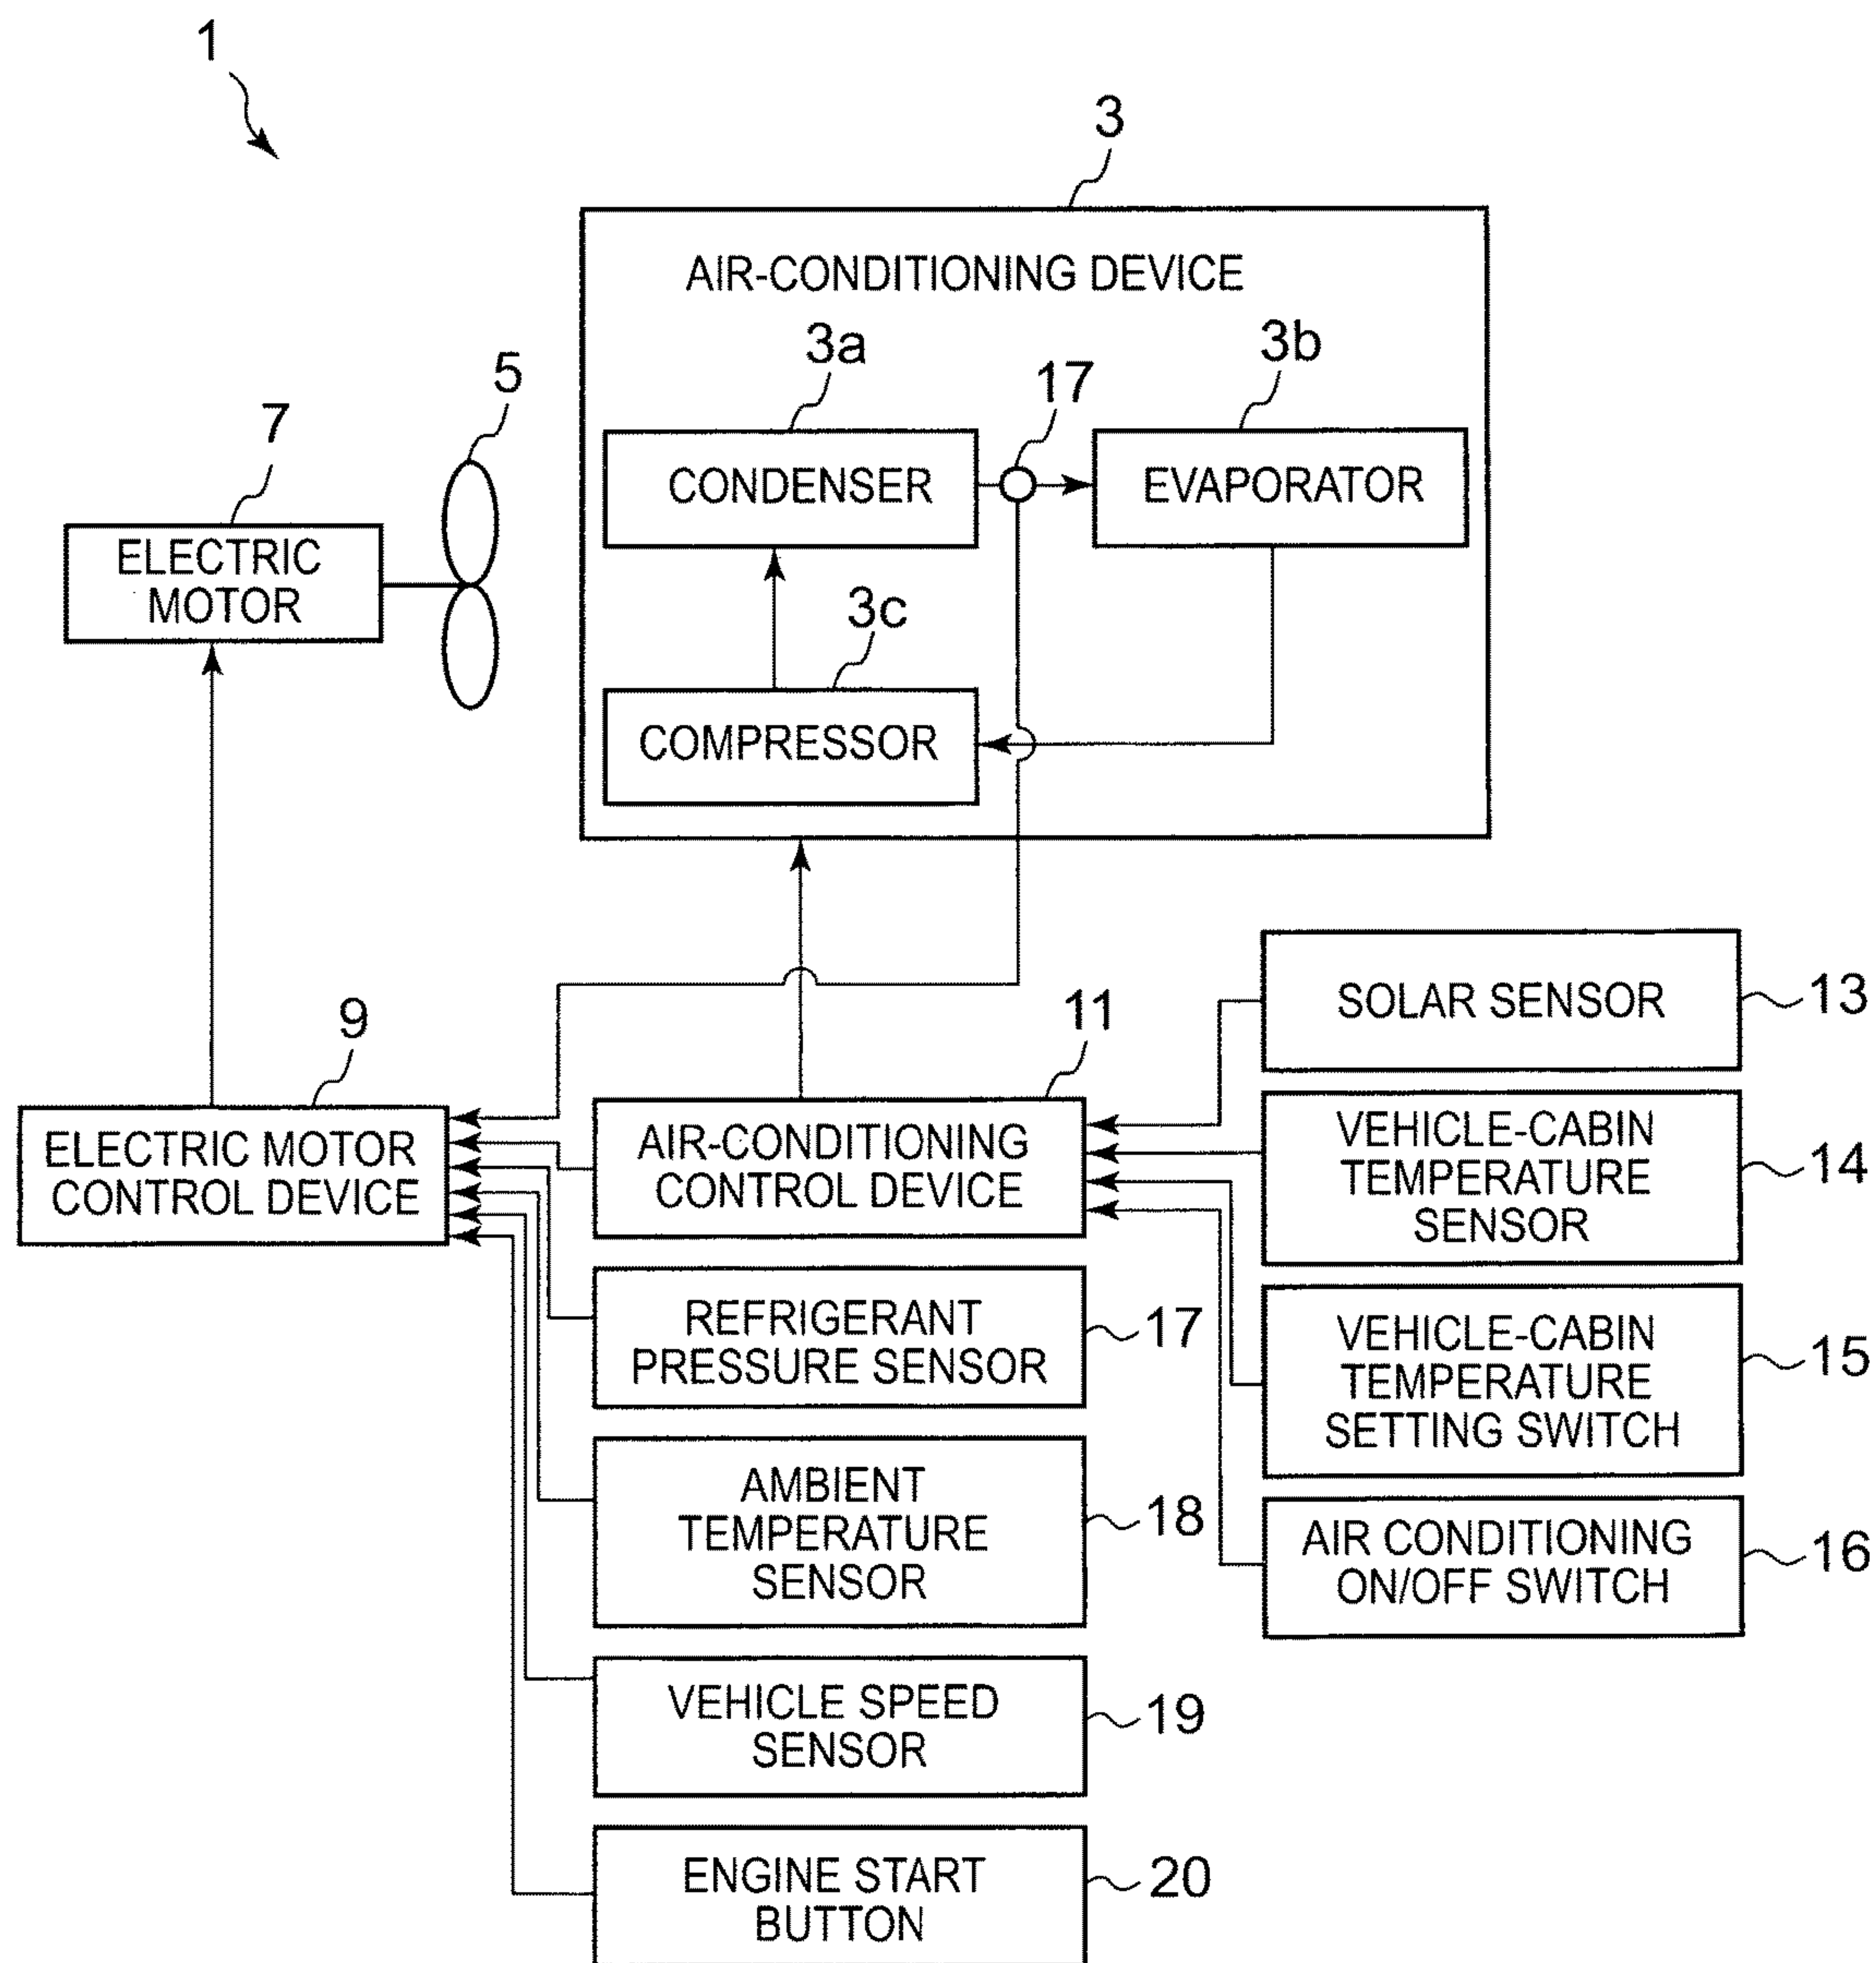 1
3
AIR-CONDITIONING DEVICE
3a
17
3b
5
7
CONDENSER
EVAPORATOR
ELECTRIC
MOTOR
3c
COMPRESSOR
9
11
SOLAR SENSOR
13
ELECTRIC MOTOR
CONTROL DEVICE
AIR-CONDITIONING
CONTROL DEVICE
VEHICLE-CABIN
TEMPERATURE
SENSOR
14
REFRIGERANT
PRESSURE SENSOR
17
VEHICLE-CABIN
TEMPERATURE
SETTING SWITCH
15
AMBIENT
TEMPERATURE
SENSOR
18
AIR CONDITIONING
ON/OFF SWITCH
16
VEHICLE SPEED
SENSOR
19
ENGINE START
BUTTON
20